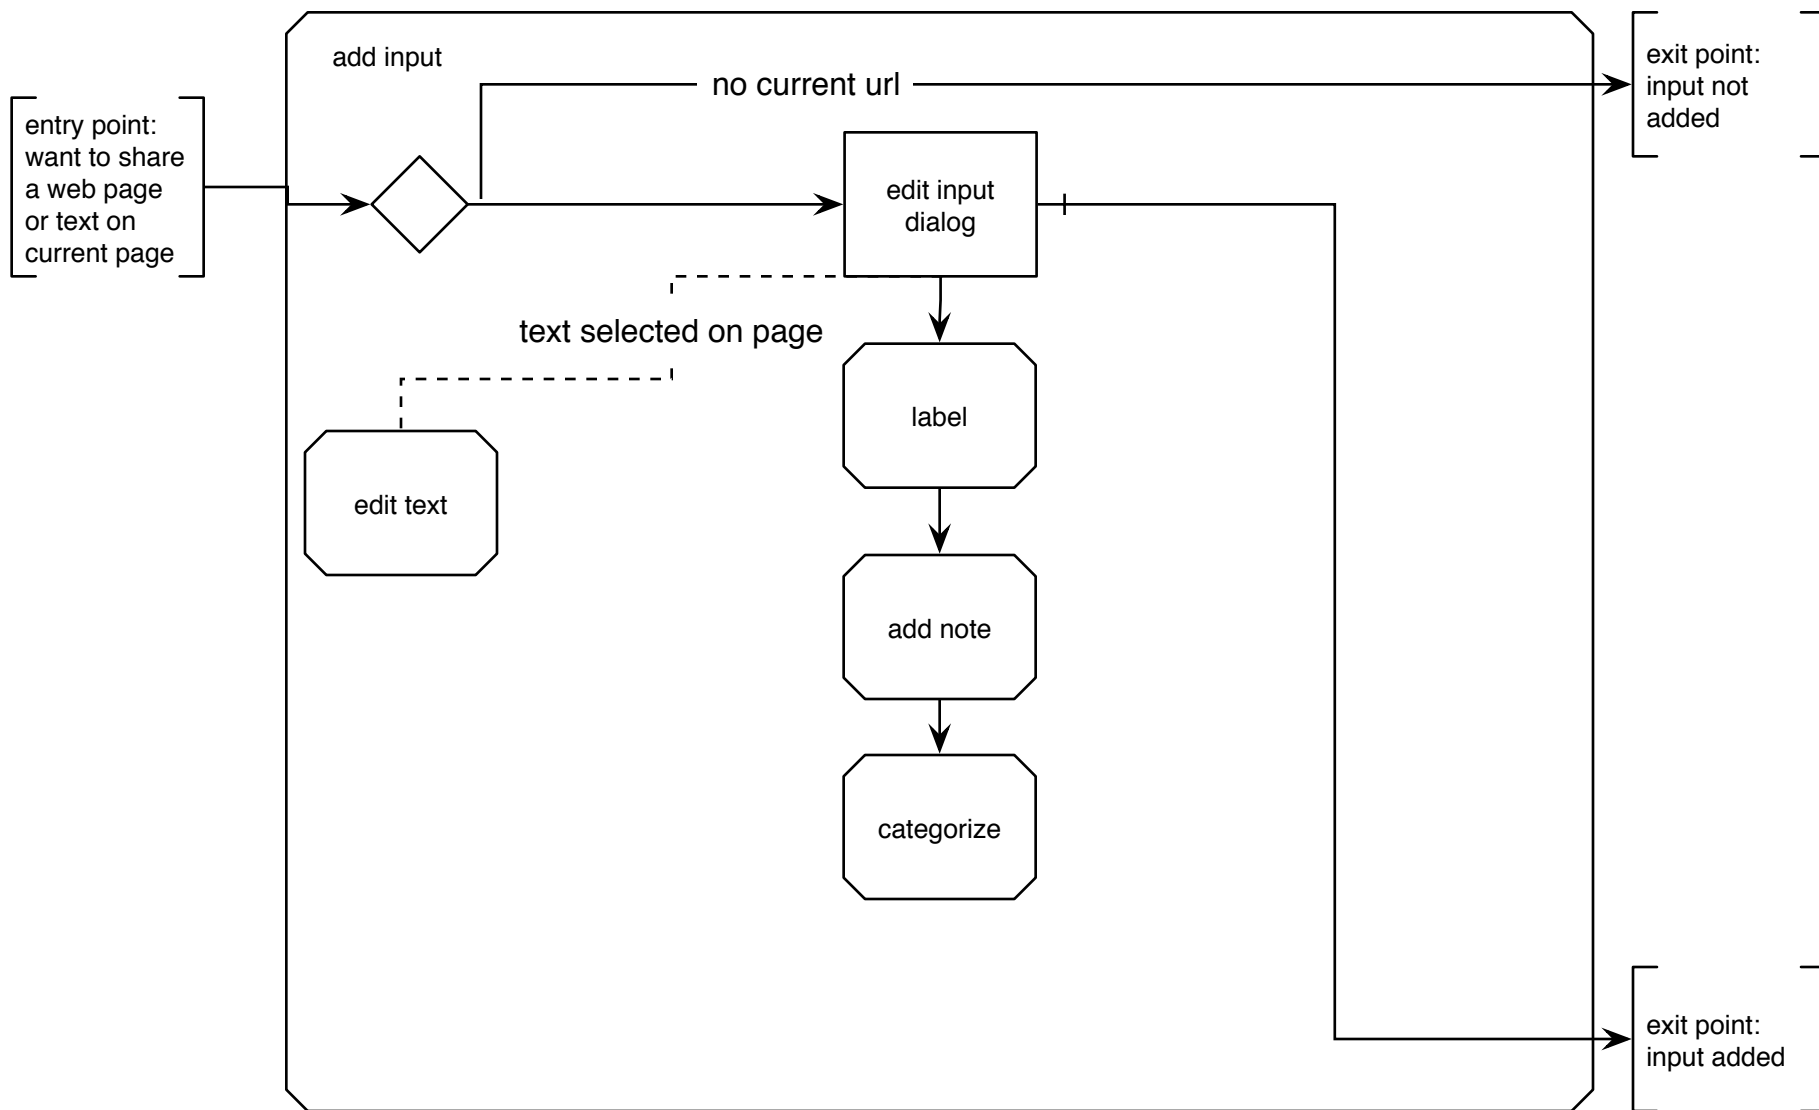 add input
no current url
exit point:
input not
added
entry point:
want to share
a web page
or text on
current page
edit input
dialog
text selected on page
label
edit text
add note
categorize
exit point:
input added